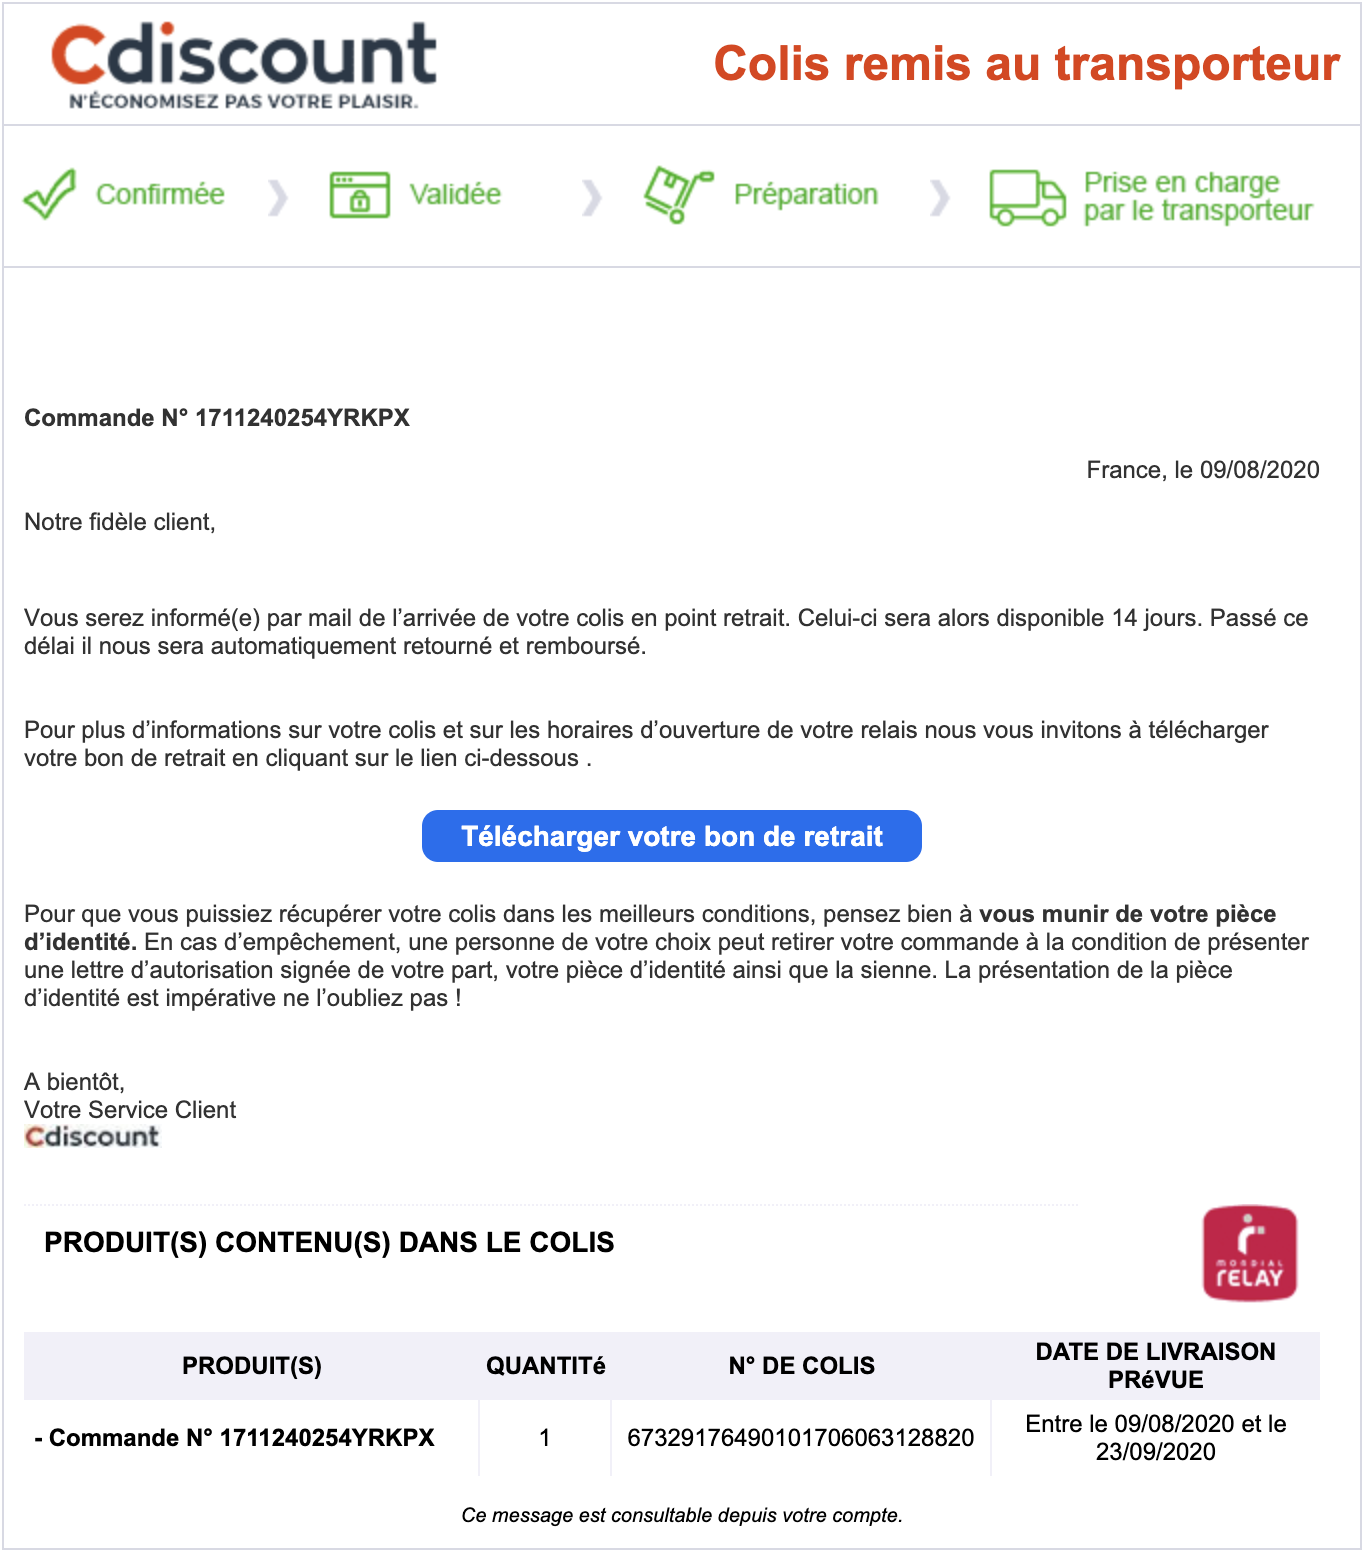 Cdiscount
N'ÉCONOMISEZ PAS VOTRE PLAISIR.
Colis remis au transporteur
Confirmée
Validée
Préparation
Prise en charge
par le transporteur
Commande N° 1711240254YRKPX
France, le 09/08/2020
Notre fidèle client,
Vous serez informé(e) par mail de l’arrivée de votre colis en point retrait. Celui-ci sera alors disponible 14 jours. Passé ce
délai il nous sera automatiquement retourné et remboursé.
Pour plus d’informations sur votre colis et sur les horaires d’ouverture de votre relais nous vous invitons à télécharger
votre bon de retrait en cliquant sur le lien ci-dessous .
Télécharger votre bon de retrait
Pour que vous puissiez récupérer votre colis dans les meilleurs conditions, pensez bien à vous munir de votre pièce
d’identité. En cas d’empêchement, une personne de votre choix peut retirer votre commande à la condition de présenter
une lettre d’autorisation signée de votre part, votre pièce d’identité ainsi que la sienne. La présentation de la pièce
d’identité est impérative ne l’oubliez pas !
A bientôt,
Votre Service Client
Cdiscount
PRODUIT(S) CONTENU(S) DANS LE COLIS
MONDIAL
rELAY
PRODUIT(S)
QUANTITé
N° DE COLIS
DATE DE LIVRAISON
PRéVUE
- Commande N° 1711240254YRKPX
1
67329176490101706063128820
Entre le 09/08/2020 et le
23/09/2020
Ce message est consultable depuis votre compte.